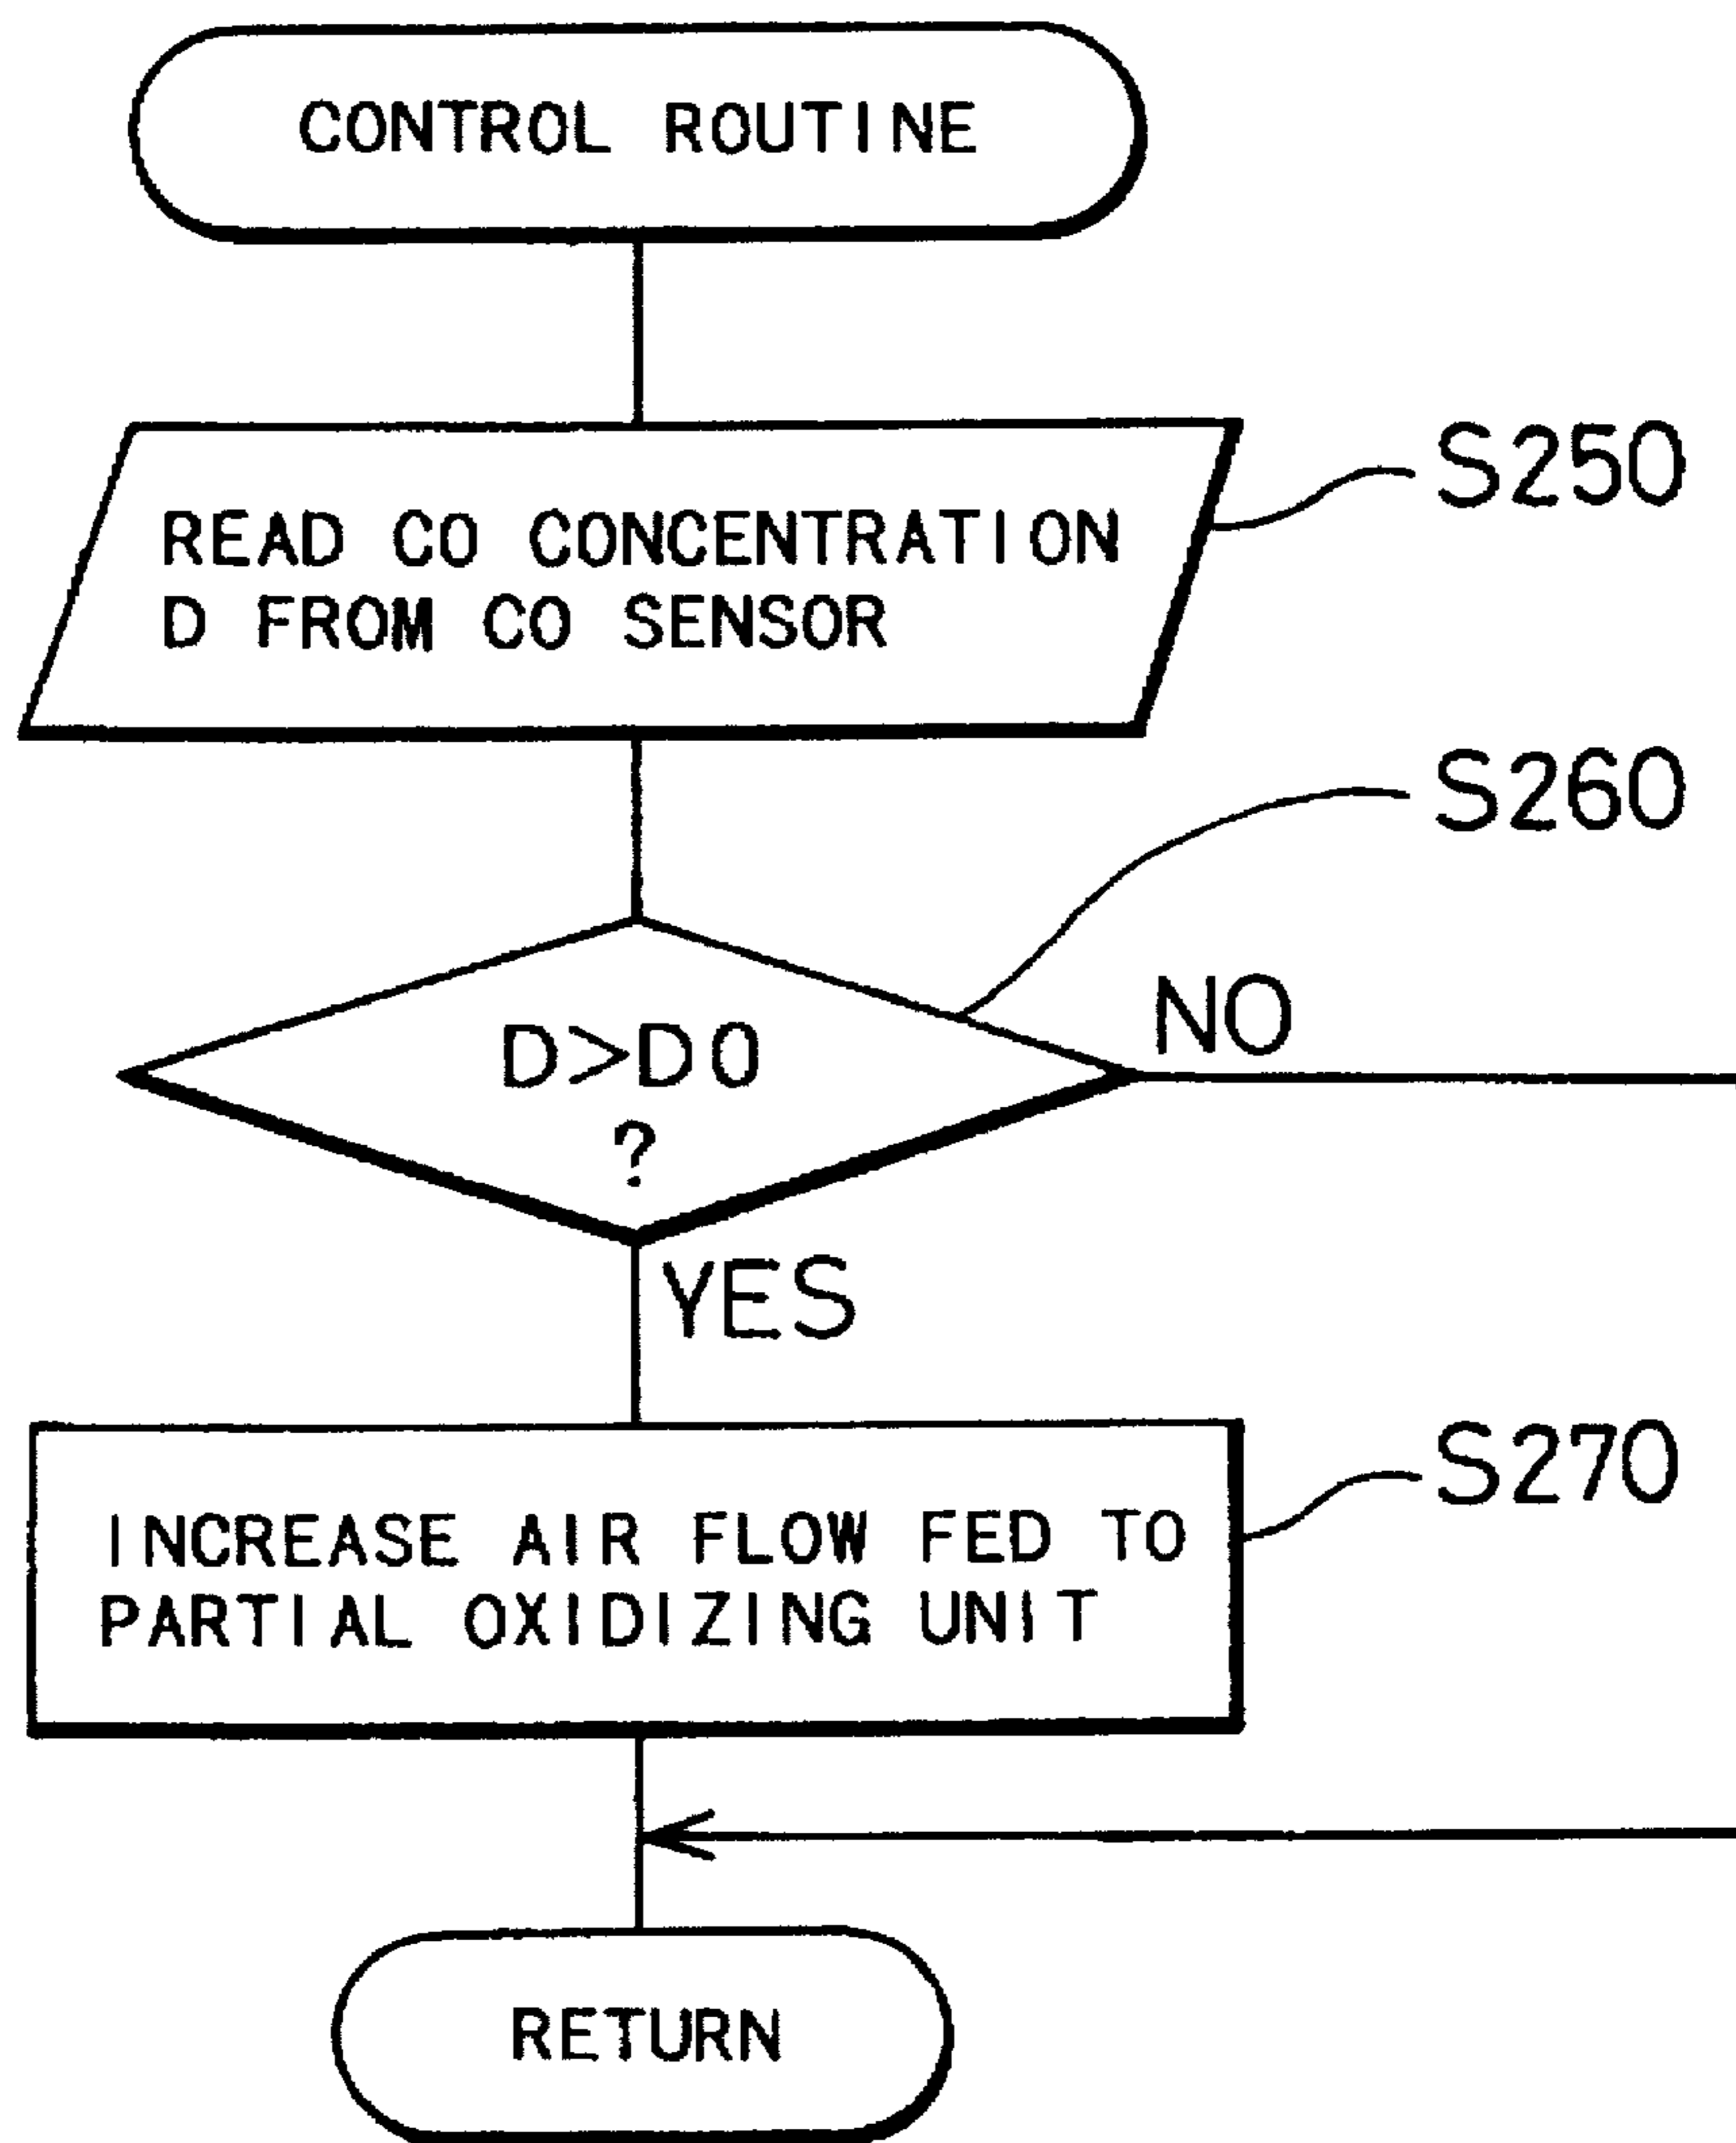 CONTROL ROUTINE
S250
READ CO CONCENTRATION
D FROM CO SENSOR
S260
NO
D>D0
?
YES
S270
INCREASE AIR FLOW FED TO
PARTIAL OXIDIZING UNIT
RETURN